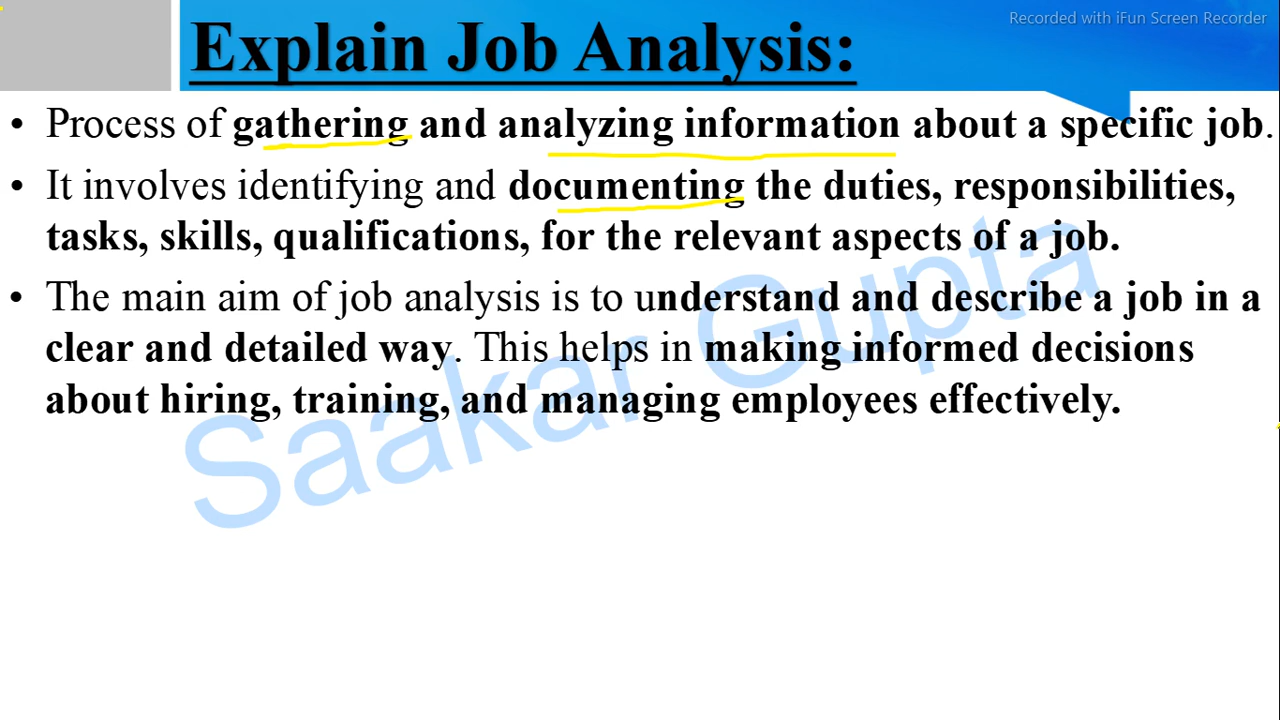 Recorded with iFun Screen Recorder
Explain Job Analysis:
• Process of gathering and analyzing information about a specific job.
• It involves identifying and documenting the duties, responsibilities,
tasks, skills, qualifications, for the relevant aspects of a job.
• The main aim of job analysis is to understand and describe a job in a
clear and detailed way. This helps in making informed decisions
about hiring, training, and managing employees effectively.
Saakar Gupta